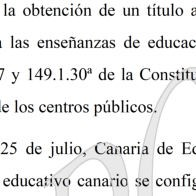 la obtención de un título a
a las enseñanzas de educac
7 y 149.1.30ª de la Constitu
de los centros públicos.
25 de julio, Canaria de Ed
educativo canario se config